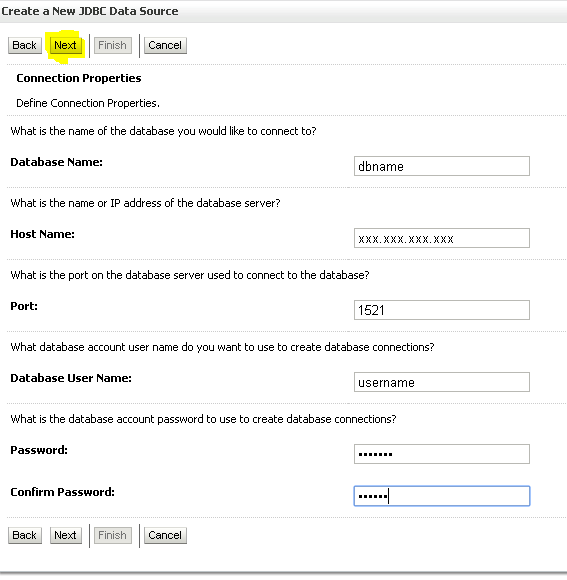 Create a New JDBC Data Source
Back Next Finish Cancel
Connection Properties
Define Connection Properties.
What is the name of the database you would like to connect to?
Database Name: dbname
What is the name or IP address of the database server?
Host Name: xxx.xxx.xxx.xxx
What is the port on the database server used to connect to the database?
Port: 1521
What database account user name do you want to use to create database connections?
Database User Name: username
What is the database account password to use to create database connections?
Password: •••••••
Confirm Password: ••••••
Back Next Finish Cancel